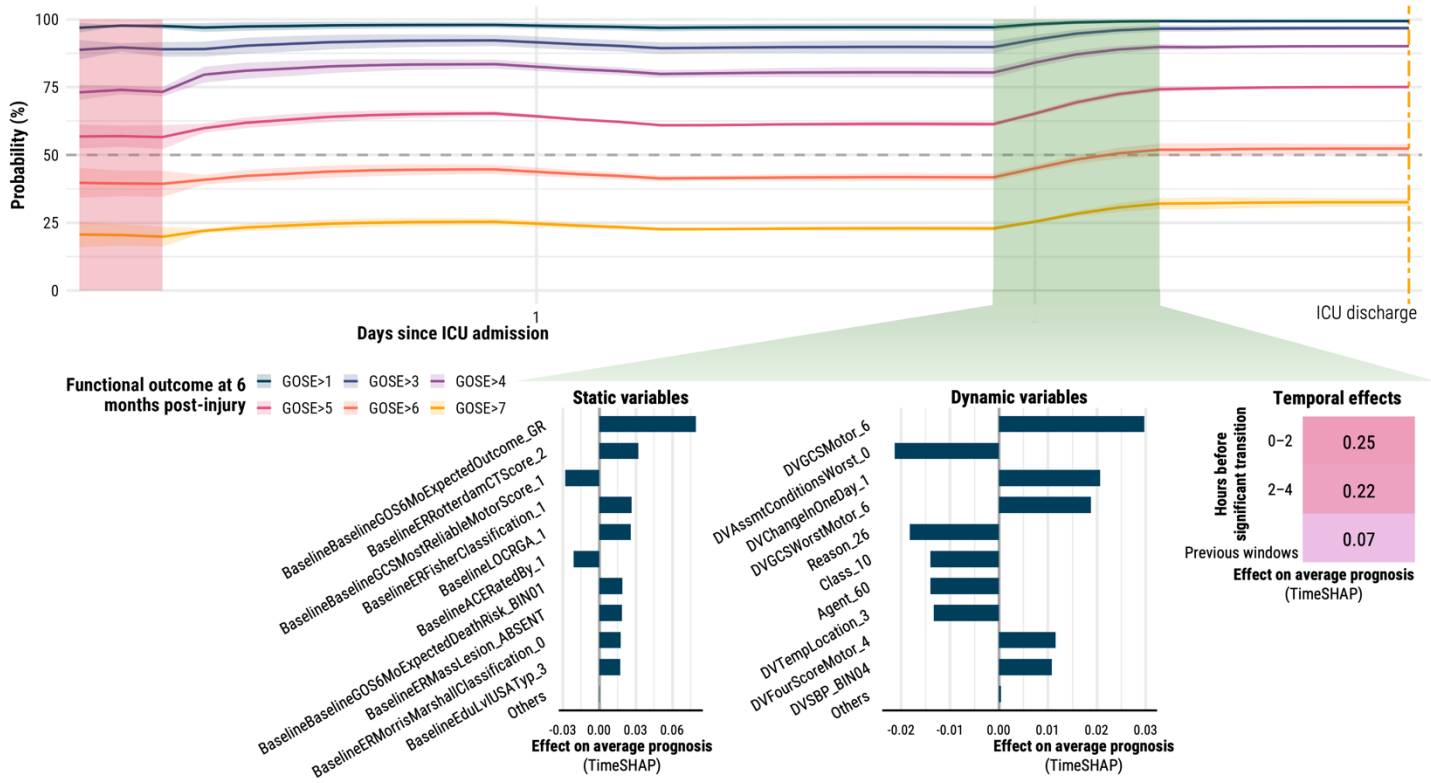 100
75
50
25
0
Probability (%)
1
Days since ICU admission
ICU discharge
Functional outcome at 6
months post-injury
GOSE>1
GOSE>3
GOSE>4
GOSE>5
GOSE>6
GOSE>7
Static variables
BaselineBaselineGOS6MoExpectedOutcome_GR
BaselineERRotterdamCTScore_2
BaselineBaselineGCSMostReliableMotorScore_1
BaselineERFisherClassification_1
BaselineLOCRGA_1
BaselineACERatedBy_1
BaselineBaselineGOS6MoExpectedDeathRisk_BIN01
BaselineERMassLesion_ABSENT
BaselineERMorrisMarshallClassification_0
BaselineEduLvlUSATyp_3
Others
-0.03 0.00 0.03 0.06
Effect on average prognosis
(TimeSHAP)
Dynamic variables
DVGCSMotor_6
DVAssmtConditionsWorst_0
DVChangeInOneDay_1
DVGCSWorstMotor_6
Reason_26
Class_10
Agent_60
DVTempLocation_3
DVFourScoreMotor_4
DVSBP_BIN04
Others
-0.02 -0.01 0.00 0.01 0.02 0.03
Effect on average prognosis
(TimeSHAP)
Temporal effects
Hours before
significant transition
0–2
0.25
2–4
0.22
Previous windows
0.07
Effect on average prognosis
(TimeSHAP)